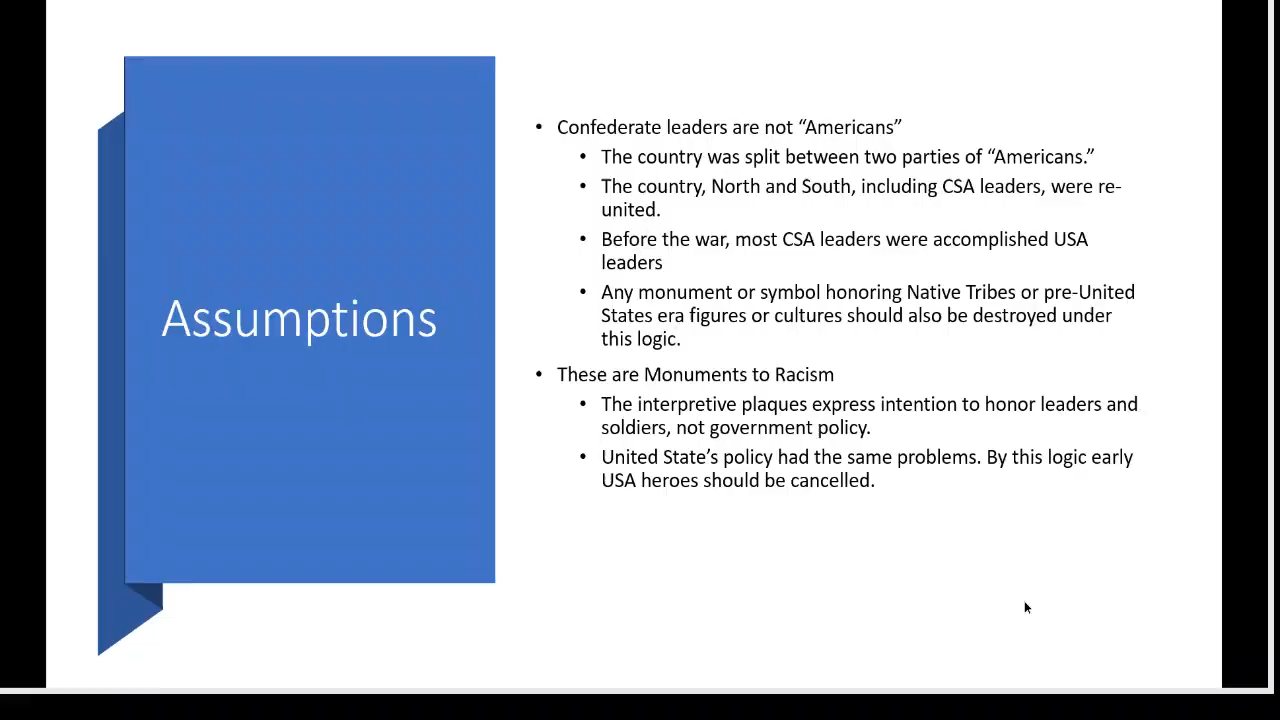 Assumptions
• Confederate leaders are not “Americans”
• The country was split between two parties of “Americans.”
• The country, North and South, including CSA leaders, were re-
united.
• Before the war, most CSA leaders were accomplished USA
leaders
• Any monument or symbol honoring Native Tribes or pre-United
States era figures or cultures should also be destroyed under
this logic.
• These are Monuments to Racism
• The interpretive plaques express intention to honor leaders and
soldiers, not government policy.
• United State’s policy had the same problems. By this logic early
USA heroes should be cancelled.